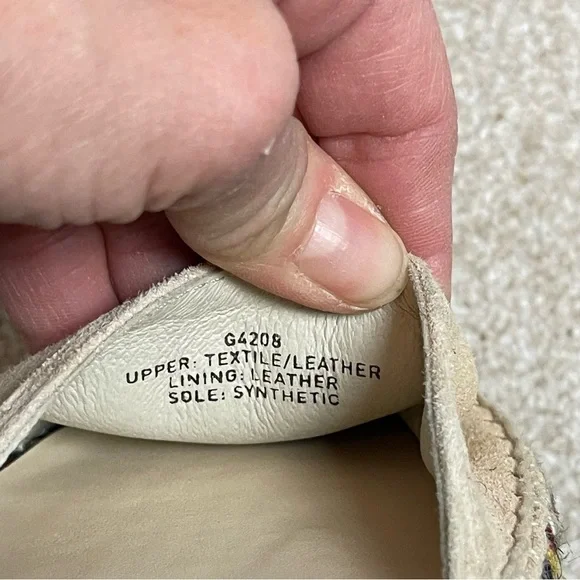 G4208
UPPER: TEXTILE/LEATHER
LINING: LEATHER
SOLE: SYNTHETIC